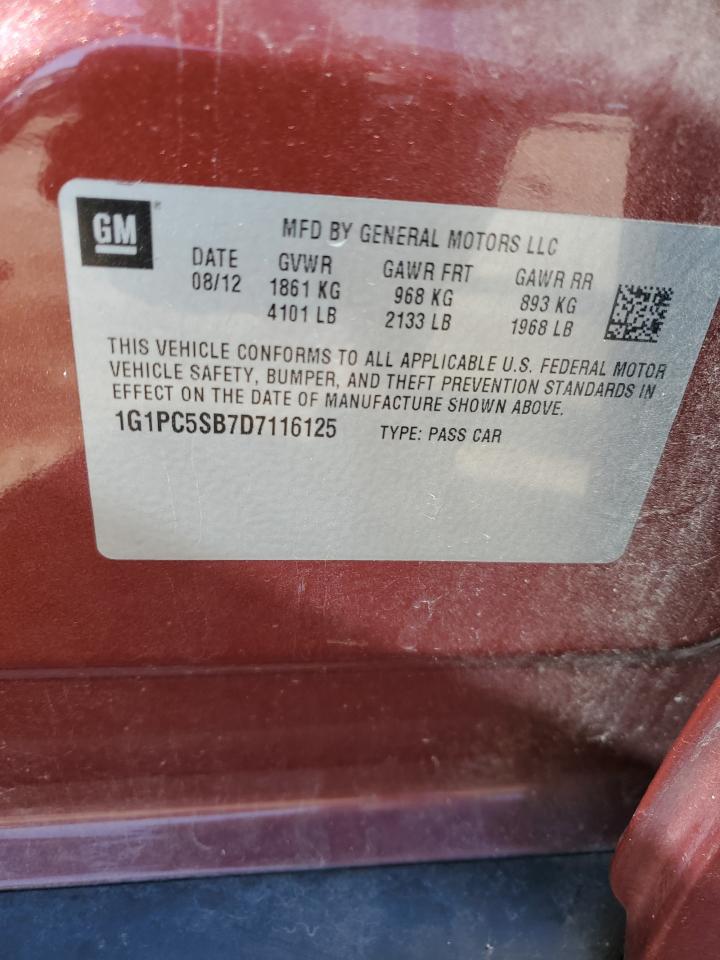 GM
MFD BY GENERAL MOTORS LLC
DATE GVWR GAWR FRT GAWR RR
08/12 1861 KG 968 KG 893 KG
4101 LB 2133 LB 1968 LB
THIS VEHICLE CONFORMS TO ALL APPLICABLE U.S. FEDERAL MOTOR
VEHICLE SAFETY, BUMPER, AND THEFT PREVENTION STANDARDS IN
EFFECT ON THE DATE OF MANUFACTURE SHOWN ABOVE.
1G1PC5SB7D7116125 TYPE: PASS CAR